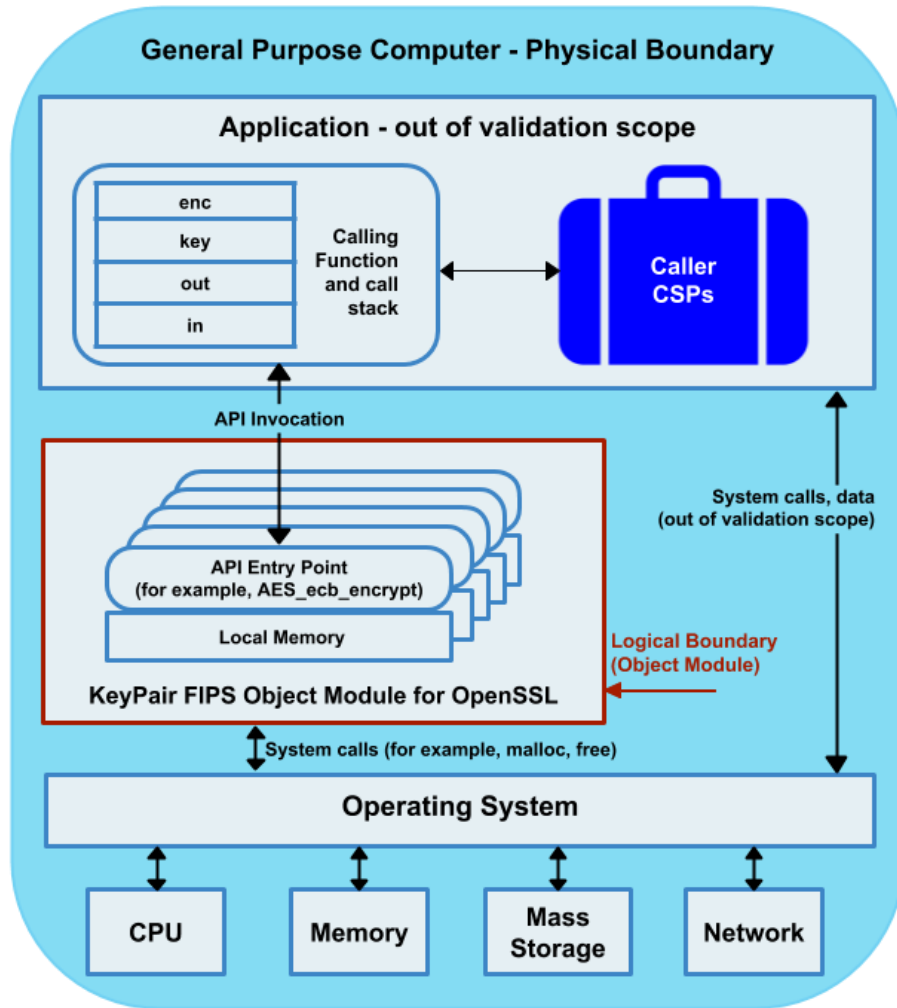 General Purpose Computer - Physical Boundary
Application - out of validation scope
enc
key
out
in
Calling
Function
and call
stack
Caller
CSPs
API Invocation
System calls, data
(out of validation scope)
API Entry Point
(for example, AES_ecb_encrypt)
Local Memory
KeyPair FIPS Object Module for OpenSSL
Logical Boundary
(Object Module)
System calls (for example, malloc, free)
Operating System
CPU
Memory
Mass
Storage
Network